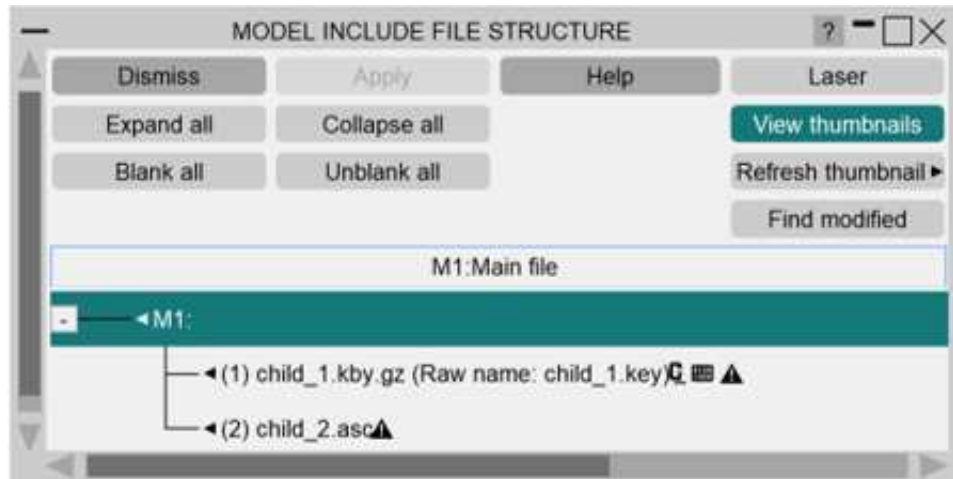 MODEL INCLUDE FILE STRUCTURE ?
Dismiss Apply Help Laser
Expand all Collapse all View thumbnails
Blank all Unblank all Refresh thumbnail
Find modified
M1:Main file
- M1:
(1) child_1.kby.gz (Raw name: child_1.key)
(2) child_2.asc